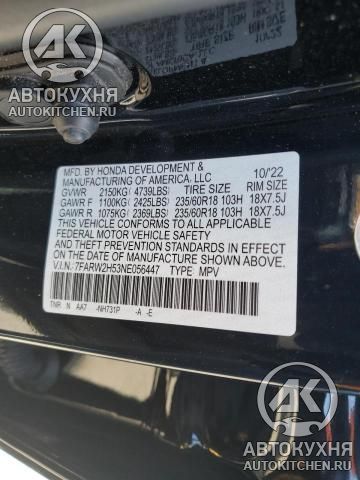 АВТОКУХНЯ
AUTOKITCHEN.RU
MFD. BY HONDA DEVELOPMENT & 10/'22
MANUFACTURING OF AMERICA, LLC
GVWR 2150KG( 4739LBS) TIRE SIZE RIM SIZE
GAWR F 1100KG( 2425LBS) 235/60R18 103H 18X7.5J
GAWR R 1075KG( 2369LBS) 235/60R18 103H 18X7.5J
THIS VEHICLE CONFORMS TO ALL APPLICABLE
FEDERAL MOTOR VEHICLE SAFETY STANDARDS
IN EFFECT ON THE DATE OF MANUFACTURE
SHOWN ABOVE.
V.I.N.: 7FARW2H53NE056447 TYPE: MPV
TNR N AA7 -NH731P -A -E
АК
АВТОКУХНЯ
AUTOKITCHEN.RU